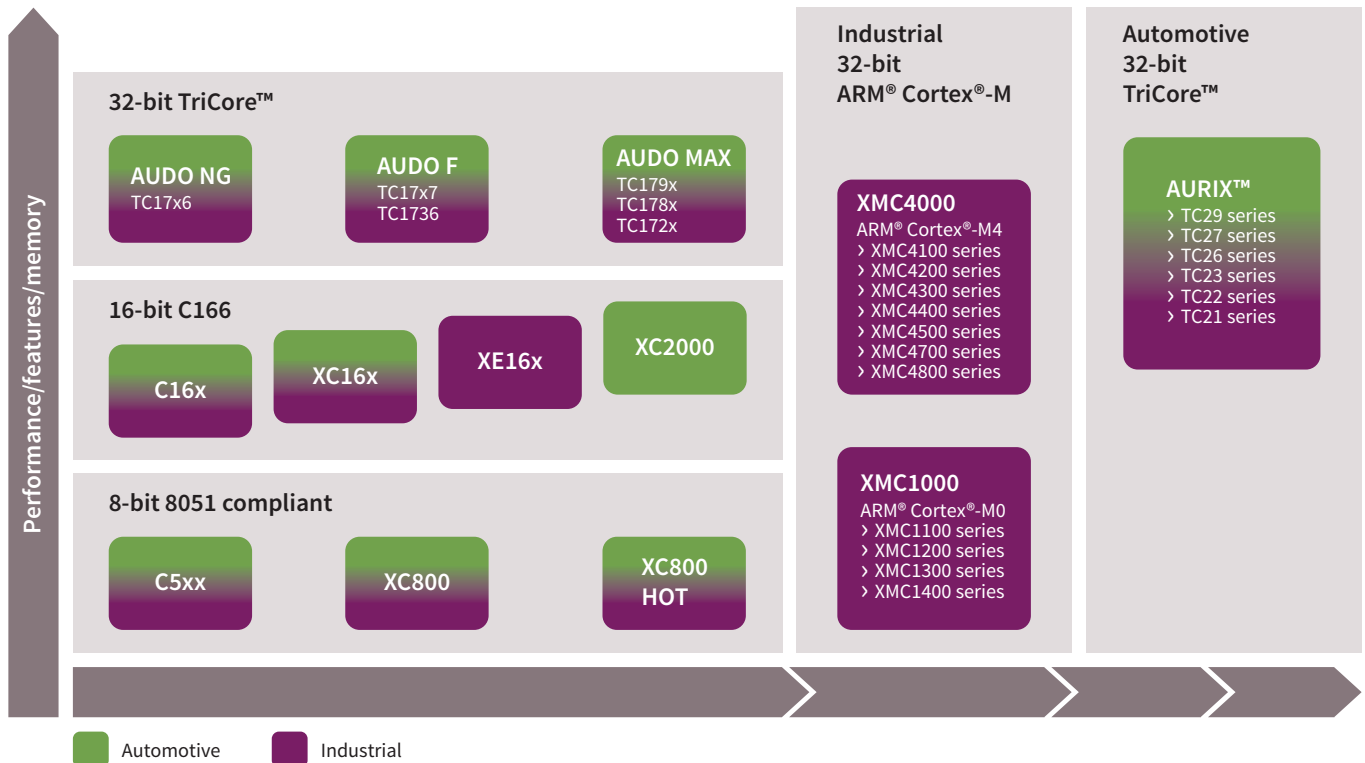 Performance/features/memory
32-bit TriCore™
AUDO NG
TC17x6
AUDO F
TC17x7
TC1736
AUDO MAX
TC179x
TC178x
TC172x
16-bit C166
C16x
XC16x
XE16x
XC2000
8-bit 8051 compliant
C5xx
XC800
XC800
HOT
Industrial
32-bit
ARM® Cortex®-M
XMC4000
ARM® Cortex®-M4
› XMC4100 series
› XMC4200 series
› XMC4300 series
› XMC4400 series
› XMC4500 series
› XMC4700 series
› XMC4800 series
XMC1000
ARM® Cortex®-M0
› XMC1100 series
› XMC1200 series
› XMC1300 series
› XMC1400 series
Automotive
32-bit
TriCore™
AURIX™
› TC29 series
› TC27 series
› TC26 series
› TC23 series
› TC22 series
› TC21 series
Automotive
Industrial